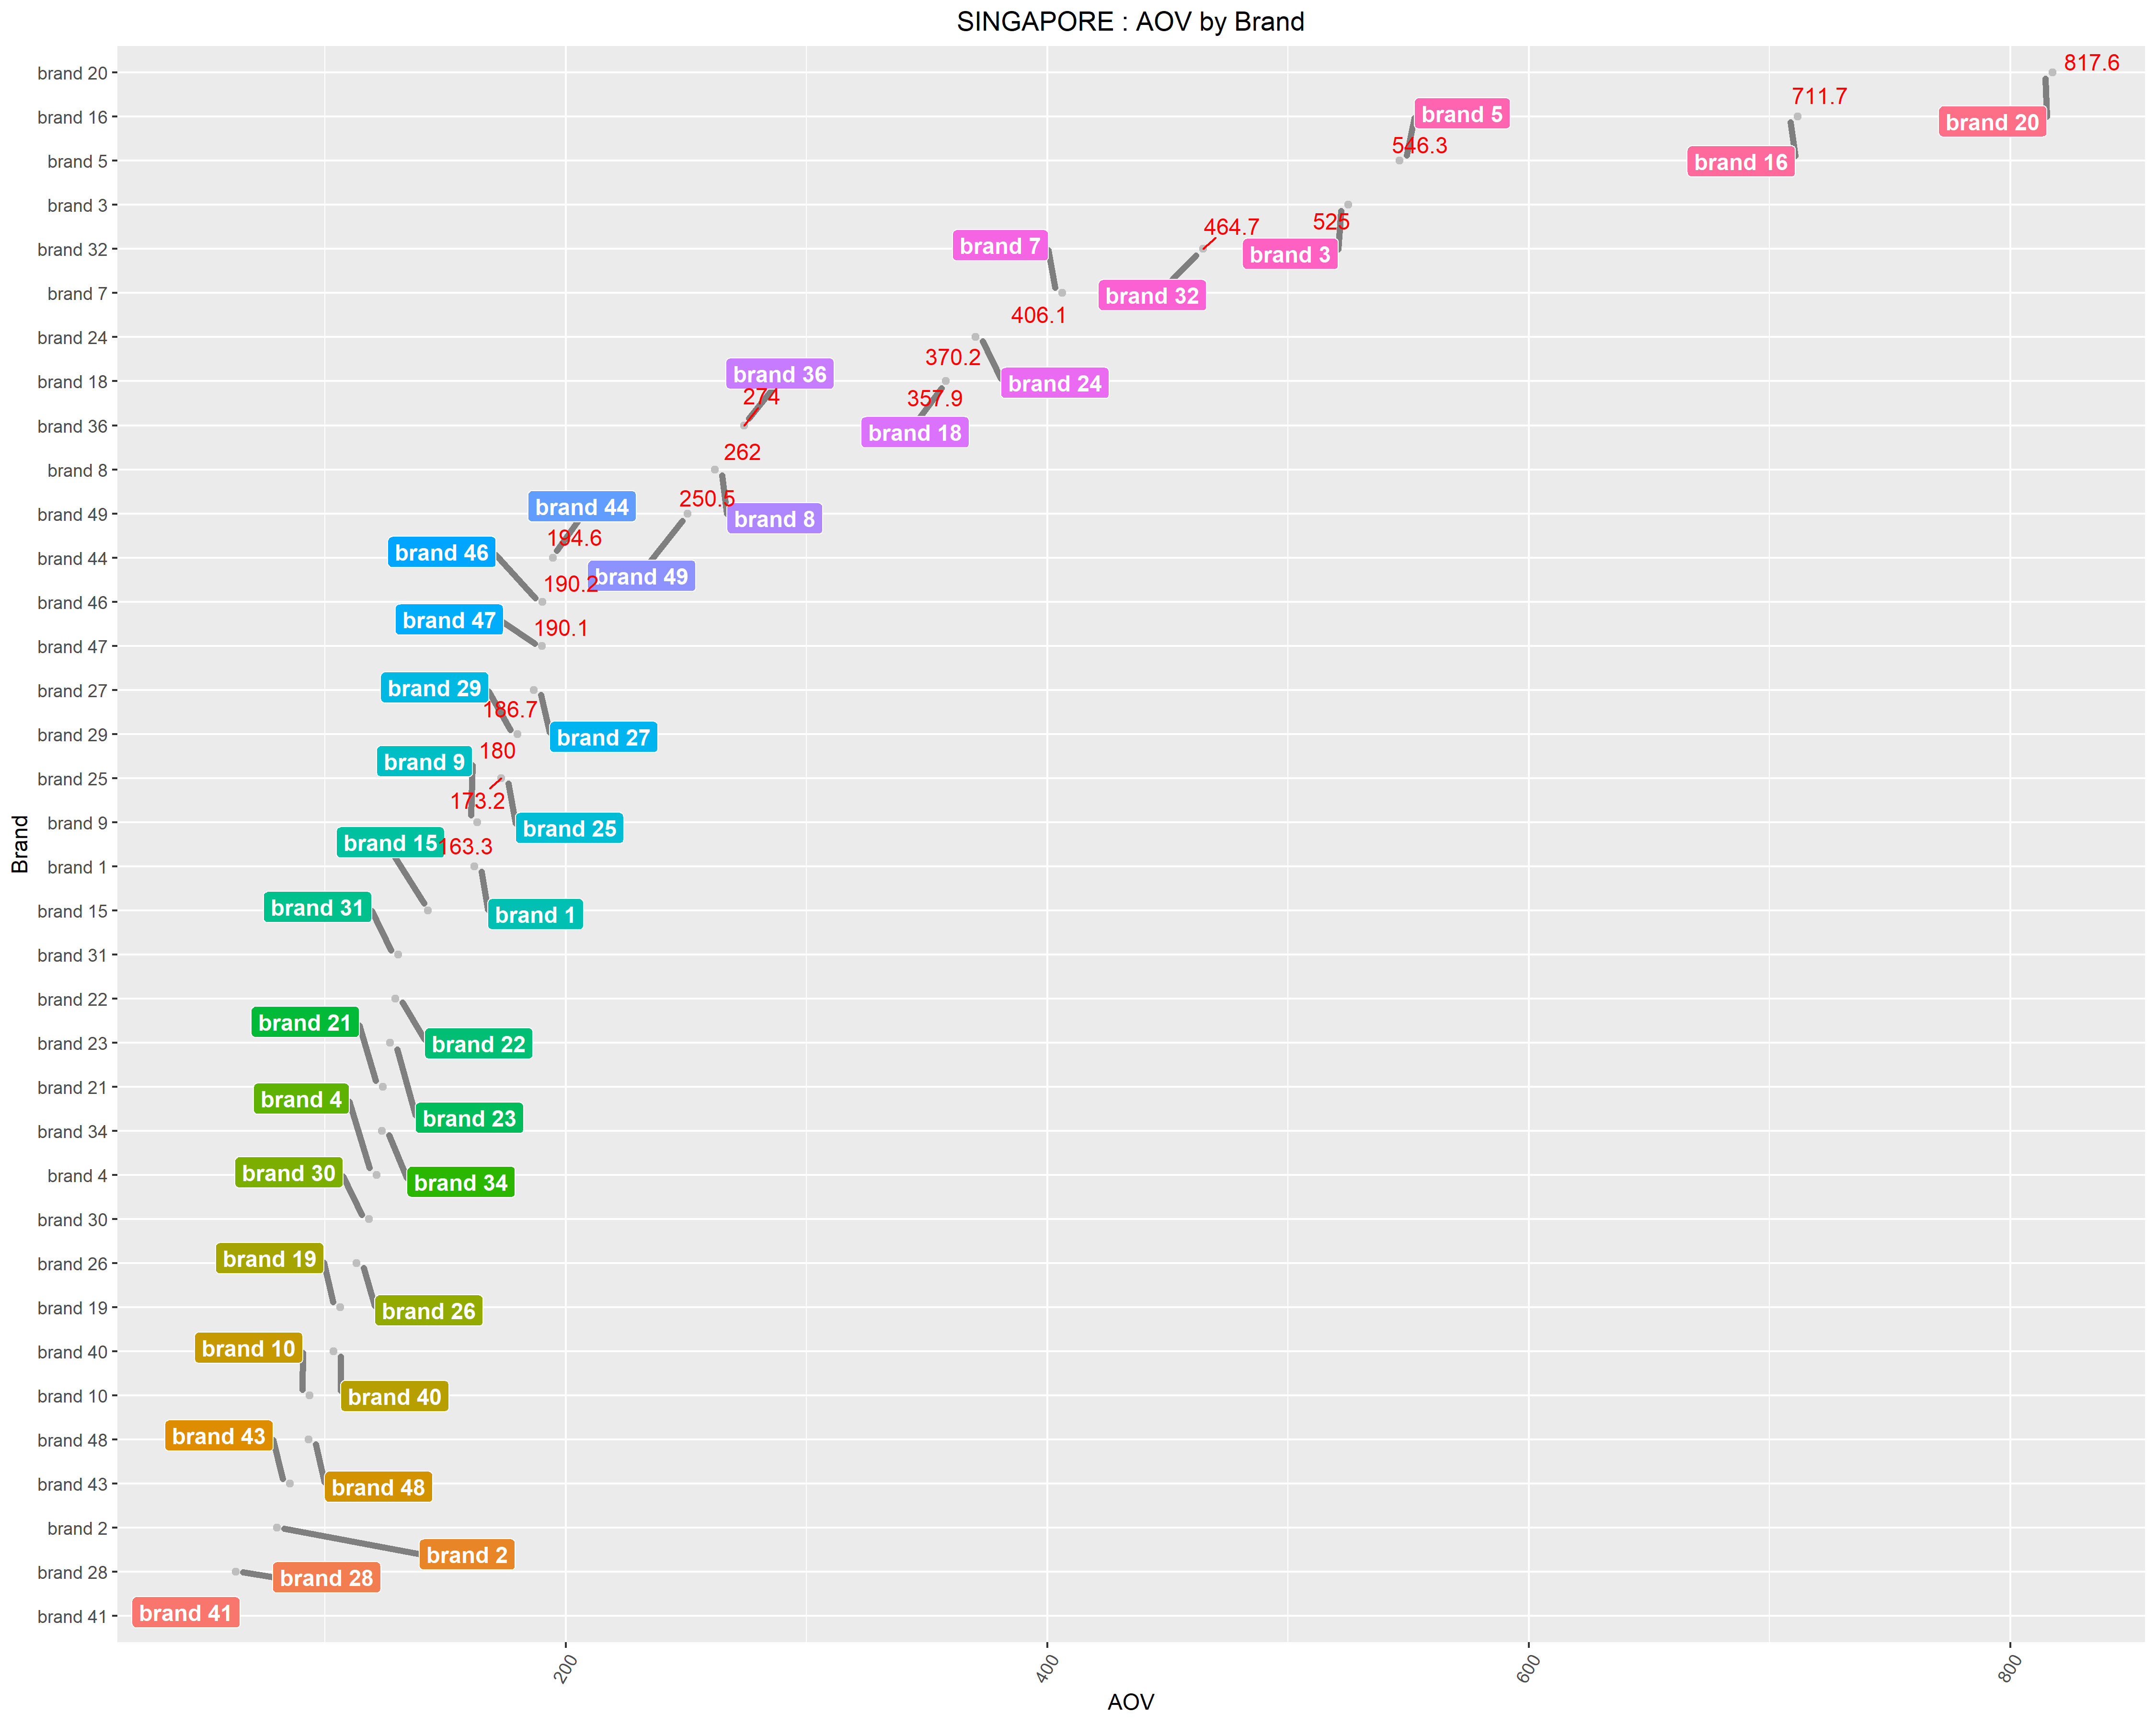 SINGAPORE : AOV by Brand
brand 20
brand 16
brand 5
brand 3
brand 32
brand 7
brand 24
brand 18
brand 36
brand 8
brand 49
brand 44
brand 46
brand 47
brand 27
brand 29
brand 25
brand 9
brand 1
brand 15
brand 31
brand 22
brand 23
brand 21
brand 34
brand 4
brand 30
brand 26
brand 19
brand 40
brand 10
brand 48
brand 43
brand 2
brand 28
brand 41
Brand
817.6
711.7
brand 5
brand 20
546.3
brand 16
525
464.7
brand 7
brand 3
brand 32
406.1
370.2
brand 36
brand 24
274
357.9
brand 18
262
250.5
brand 44
brand 8
194.6
brand 46
brand 49
190.2
brand 47
190.1
brand 29
186.7
brand 27
180
brand 9
173.2
brand 25
brand 15
163.3
brand 31
brand 1
brand 21
brand 22
brand 4
brand 23
brand 30
brand 34
brand 19
brand 26
brand 10
brand 40
brand 43
brand 48
brand 2
brand 28
brand 41
200
400
600
800
AOV